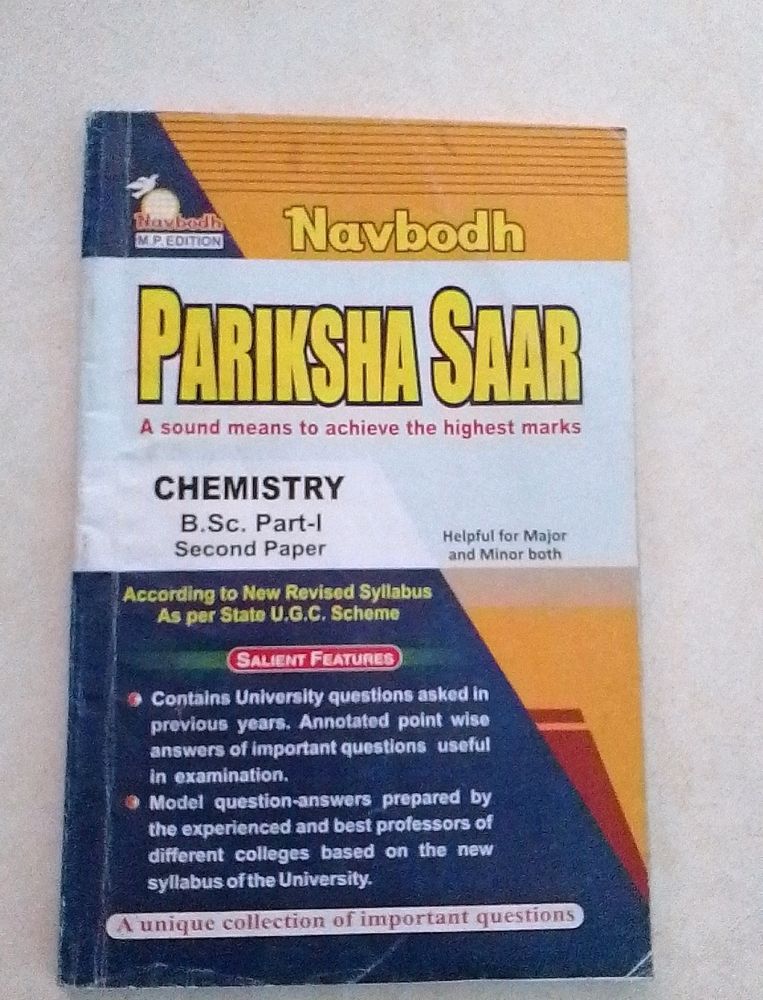 Navbodh
M.P. EDITION
Navbodh
PARIKSHA SAAR
A sound means to achieve the highest marks
CHEMISTRY
B.Sc. Part-I
Second Paper
Helpful for Major
and Minor both
According to New Revised Syllabus
As per State U.G.C. Scheme
SALIENT FEATURES
Contains University questions asked in
previous years. Annotated point wise
answers of important questions useful
in examination.
Model question-answers prepared by
the experienced and best professors of
different colleges based on the new
syllabus of the University.
A unique collection of important questions